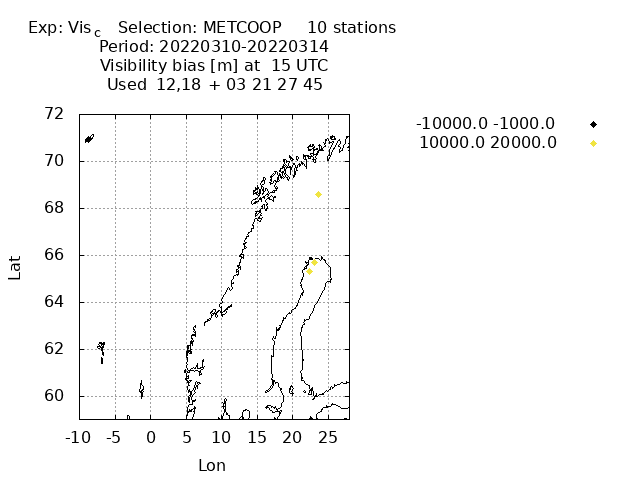 Exp: Vis c   Selection: METCOOP     10 stations
Period: 20220310-20220314
Visibility bias [m] at  15 UTC
Used  12,18  + 03 21 27 45
-10000.0 -1000.0
10000.0 20000.0
72
70
68
66
64
62
60
Lat
-10 -5 0 5 10 15 20 25
Lon